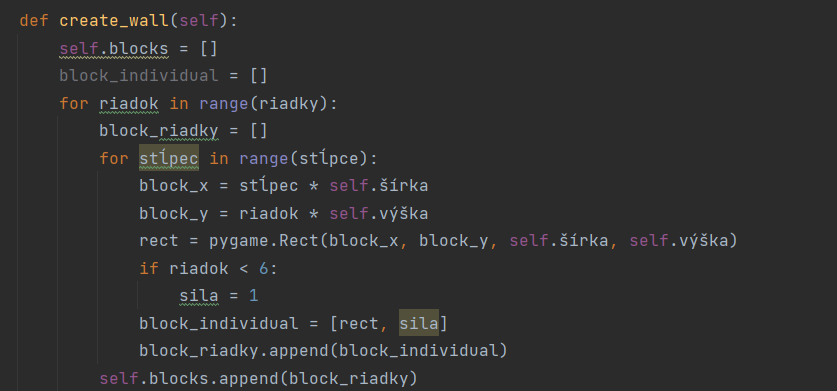 def create_wall(self):
    self.blocks = []
    block_individual = []
    for riadok in range(riadky):
        block_riadky = []
        for stĺpec in range(stĺpce):
            block_x = stĺpec * self.šírka
            block_y = riadok * self.výška
            rect = pygame.Rect(block_x, block_y, self.šírka, self.výška)
            if riadok < 6:
                sila = 1
            block_individual = [rect, sila]
            block_riadky.append(block_individual)
        self.blocks.append(block_riadky)